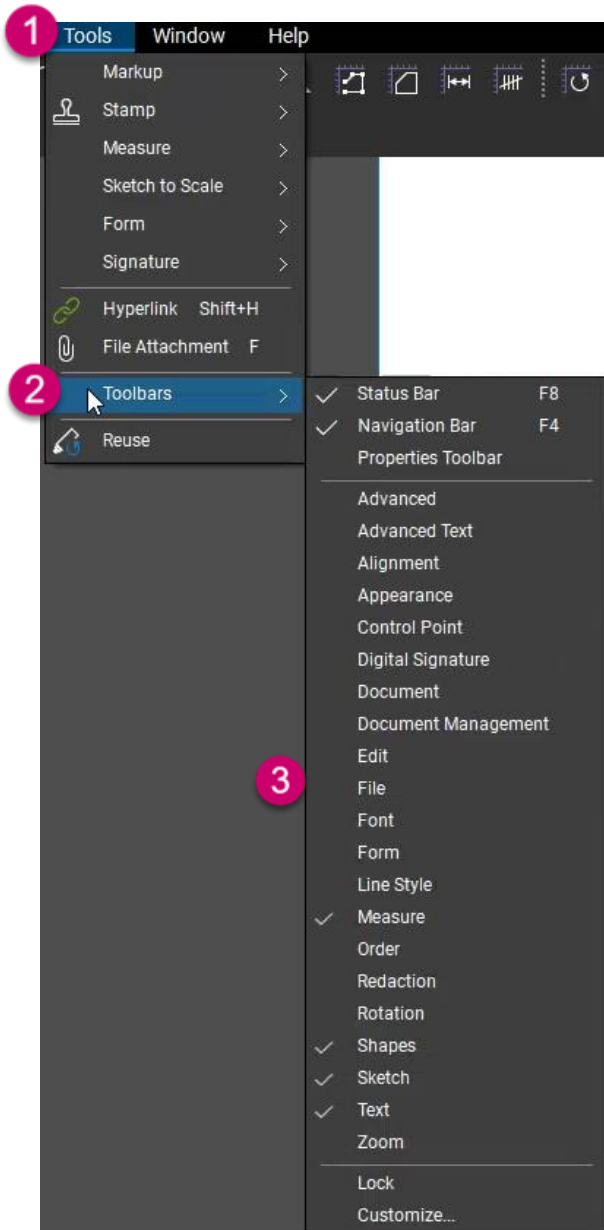 1 Tools Window Help
Markup
Stamp
Measure
Sketch to Scale
Form
Signature
Hyperlink Shift+H
File Attachment F
2 Toolbars
Reuse
Status Bar F8
Navigation Bar F4
Properties Toolbar
Advanced
Advanced Text
Alignment
Appearance
Control Point
Digital Signature
Document
Document Management
Edit
3 File
Font
Form
Line Style
Measure
Order
Redaction
Rotation
Shapes
Sketch
Text
Zoom
Lock
Customize...